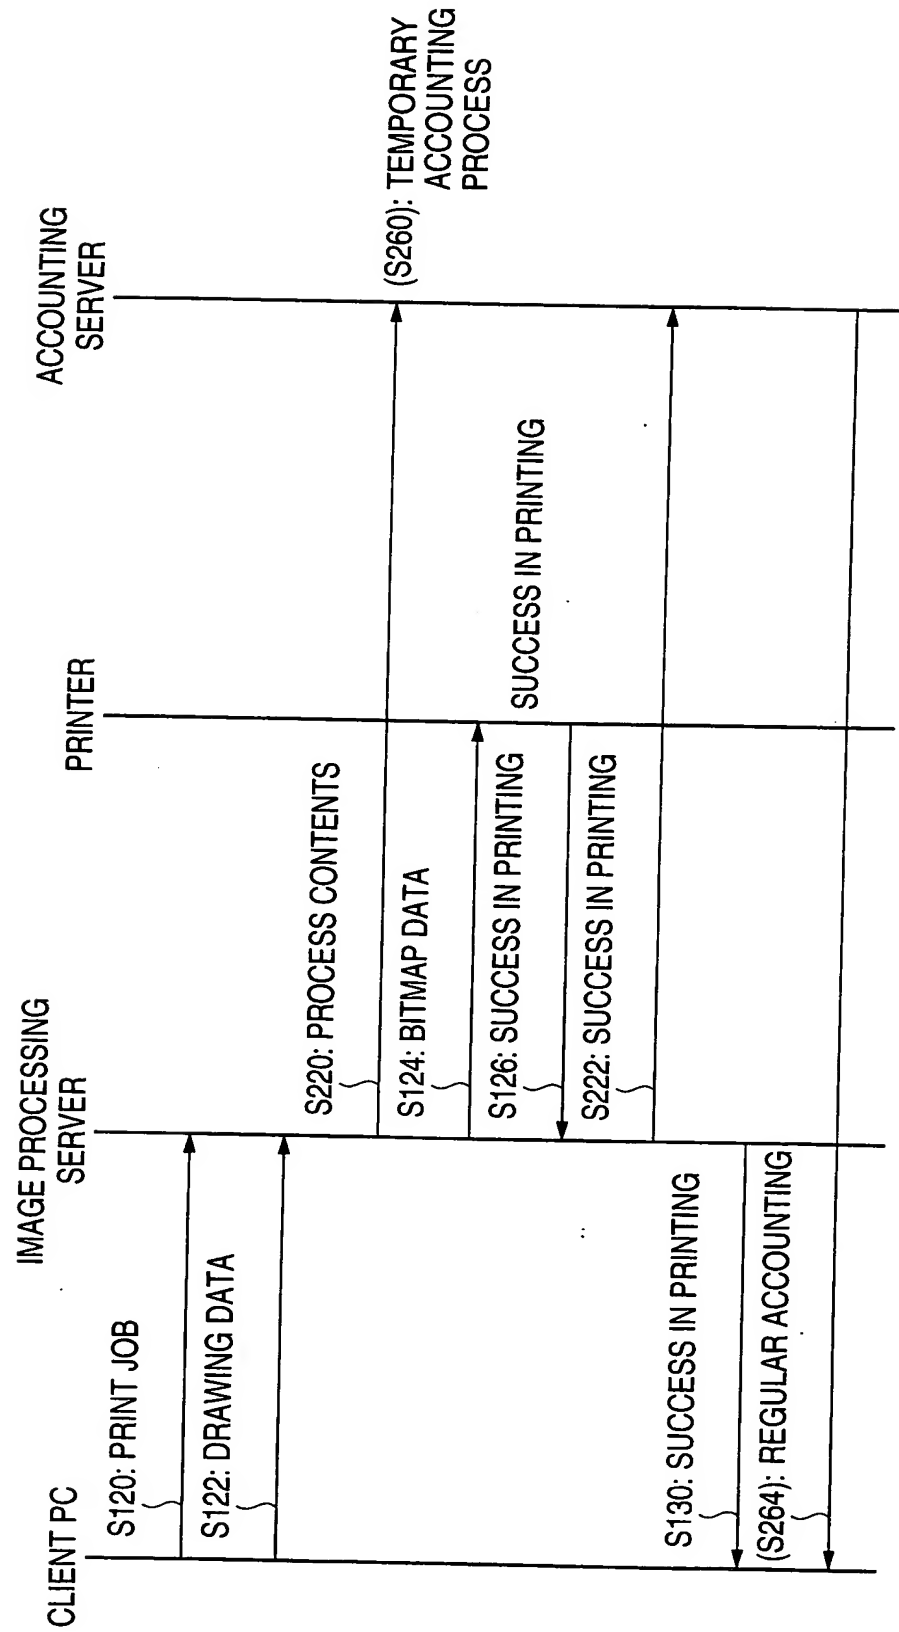 CLIENT PC
IMAGE PROCESSING
SERVER
PRINTER
ACCOUNTING
SERVER
S120: PRINT JOB
S122: DRAWING DATA
S220: PROCESS CONTENTS
(S260): TEMPORARY
ACCOUNTING
PROCESS
S124: BITMAP DATA
S126: SUCCESS IN PRINTING
SUCCESS IN PRINTING
S222: SUCCESS IN PRINTING
S130: SUCCESS IN PRINTING
(S264): REGULAR ACCOUNTING